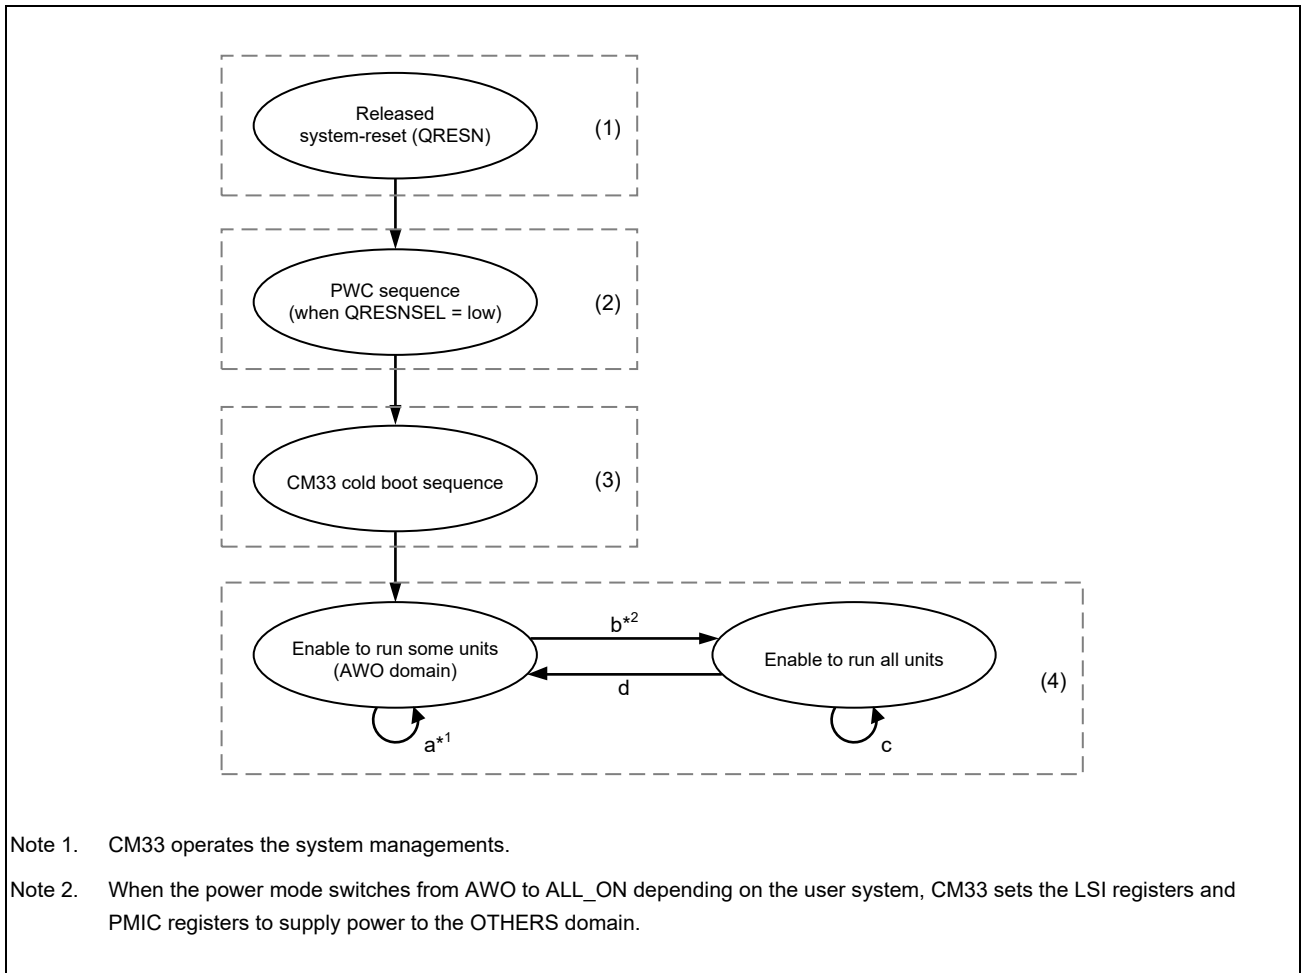 Released
system-reset (QRESN)
(1)
PWC sequence
(when QRESNSEL = low)
(2)
CM33 cold boot sequence
(3)
Enable to run some units
(AWO domain)
b*2
d
Enable to run all units
(4)
a*1
c
Note 1. CM33 operates the system managements.
Note 2. When the power mode switches from AWO to ALL_ON depending on the user system, CM33 sets the LSI registers and
PMIC registers to supply power to the OTHERS domain.